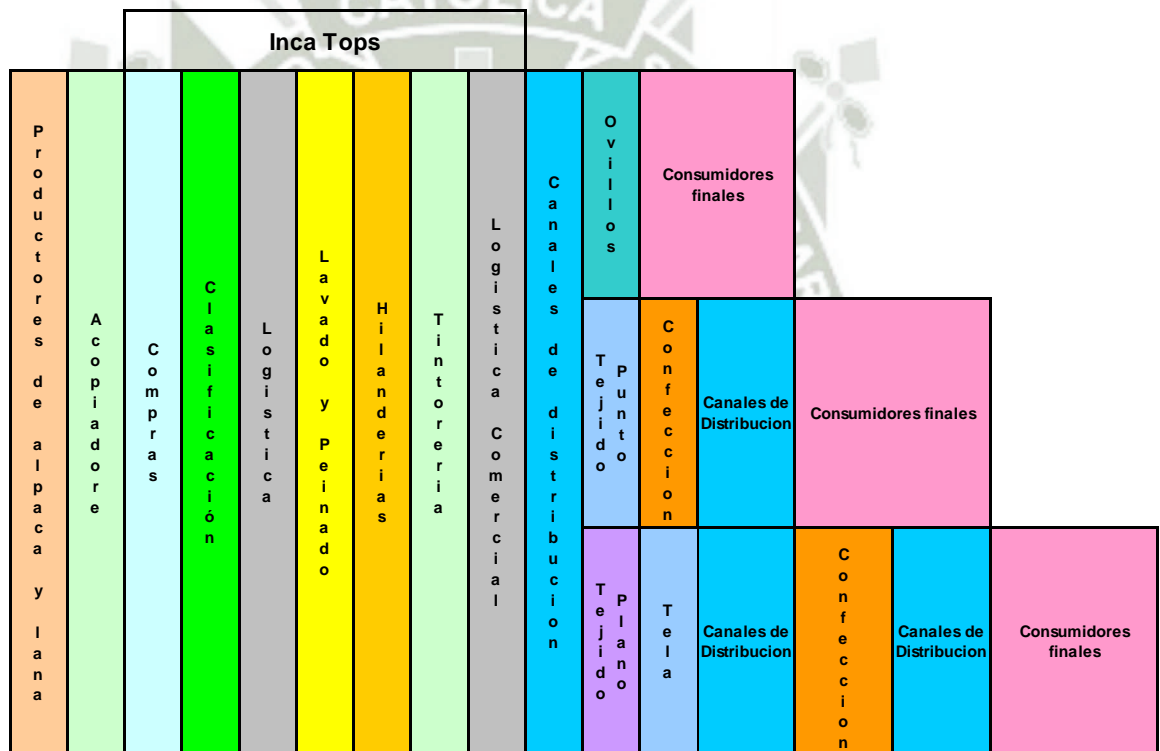 CATOLICA
Inca Tops
Productores de alpaca y lana
Acopiadore
Compras
Clasificación
Logistica
Lavado y Peinado
Hilanderias
Tintoreria
Logistica Comercial
Canales de distribucion
Ovillos
Consumidores
finales
Tejido
Punto
Confeccion
Canales de
Distribucion
Consumidores finales
Tejido
Plano
Tela
Canales de
Distribucion
Confeccion
Canales de
Distribucion
Consumidores
finales